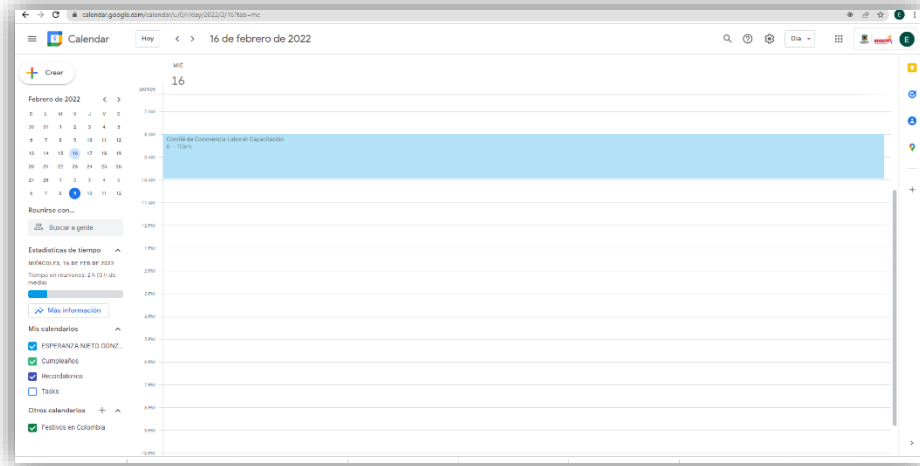 calendar.google.com/calendar/u/0/r/day/2022/2/16?tab=mc
Calendar
Hoy
16 de febrero de 2022
Día
E
Crear
MIÉ
16
GMT-05
Febrero de 2022
D L M X J V S
30 31 1 2 3 4 5
6 7 8 9 10 11 12
13 14 15 16 17 18 19
20 21 22 23 24 25 26
27 28 1 2 3 4 5
6 7 8 9 10 11 12
Reunirse con...
Buscar a gente
Estadísticas de tiempo
MIÉRCOLES, 16 DE FEB DE 2022
Tiempo en reuniones: 2 h (0 h de
media)
Más información
Mis calendarios
ESPERANZA NIETO GONZ...
Cumpleaños
Recordatorios
Tasks
Otros calendarios
Festivos en Colombia
7 AM
8 AM
Comité de Convivencia Laboral: Capacitación
8 – 10am
9 AM
10 AM
11 AM
12 PM
1 PM
2 PM
3 PM
4 PM
5 PM
6 PM
7 PM
8 PM
9 PM
10 PM